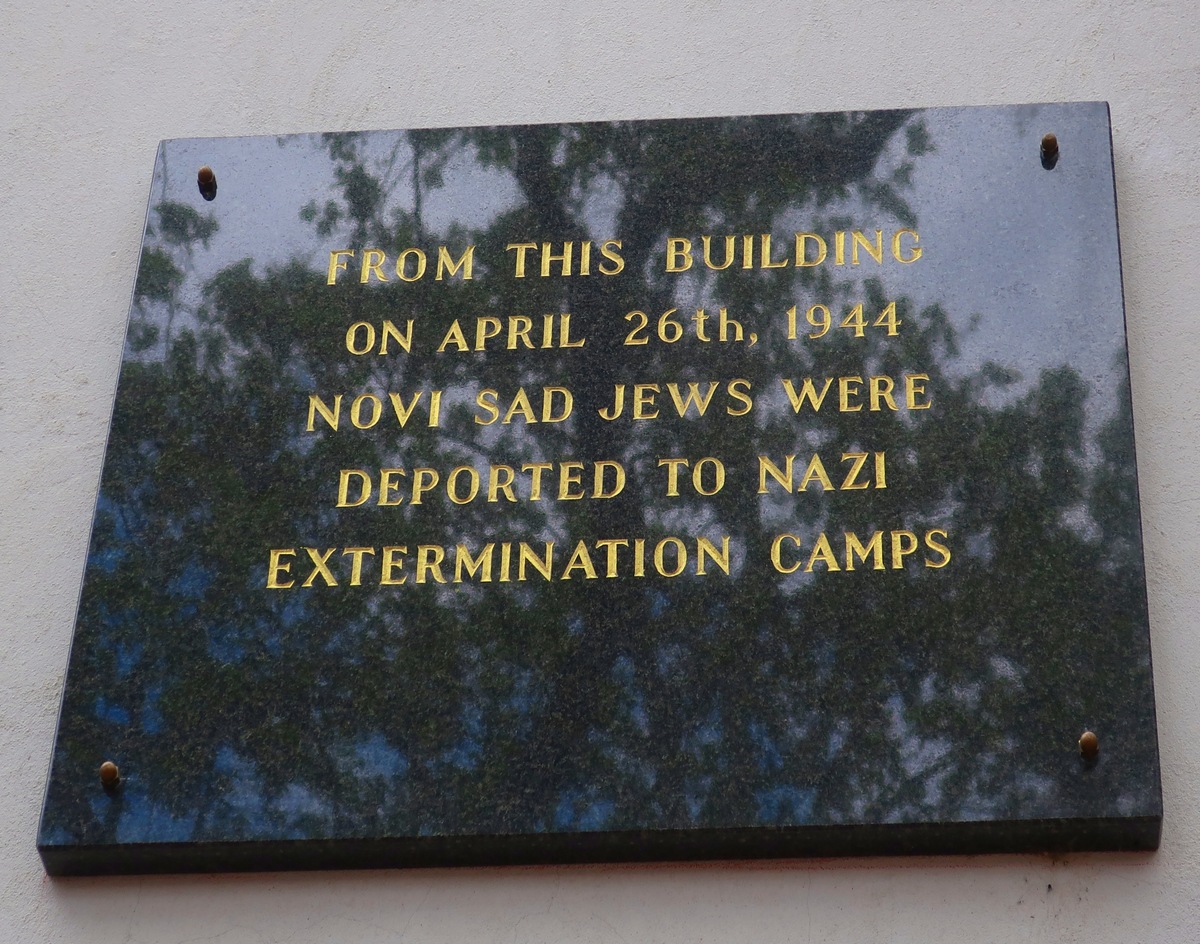 FROM THIS BUILDING
ON APRIL 26th, 1944
NOVI SAD JEWS WERE
DEPORTED TO NAZI
EXTERMINATION CAMPS